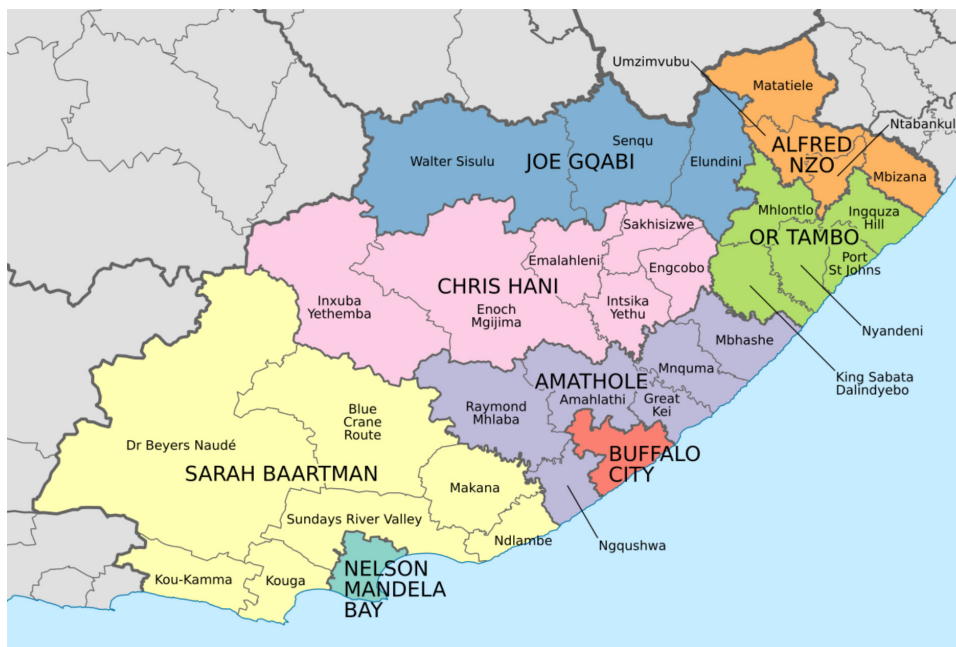 Umzimvubu
Matatiele
Ntabankul
ALFRED
NZO
Mbizana
Walter Sisulu
JOE GQABI
Senqu
Elundini
Mhlontlo
Ingquza
Hill
OR TAMBO
Port
St Johns
Nyandeni
King Sabata
Dalindyebo
Sakhisizwe
Emalahleni
Engcobo
CHRIS HANI
Inxuba
Yethemba
Enoch
Mgijima
Intsika
Yethu
Mbhashe
Mnquma
AMATHOLE
Amahlathi
Great
Kei
Raymond
Mhlaba
BUFFALO
CITY
Ngqushwa
Blue
Crane
Route
Dr Beyers Naudé
SARAH BAARTMAN
Makana
Sundays River Valley
Ndlambe
Kou-Kamma
Kouga
NELSON
MANDELA
BAY